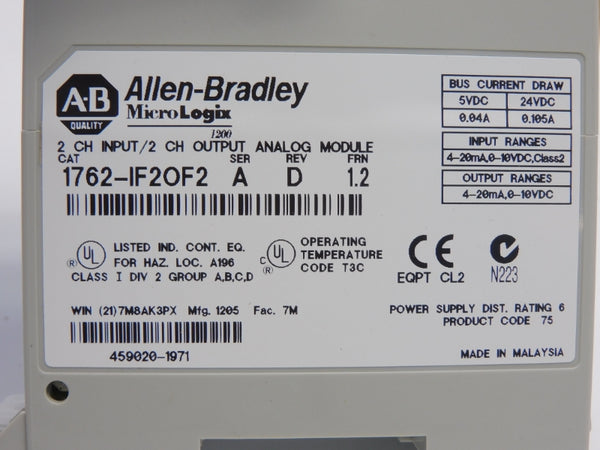 A-B
QUALITY
Allen-Bradley
MicroLogix
1200
2 CH INPUT/2 CH OUTPUT ANALOG MODULE
CAT SER REV FRN
1762-IF2OF2 A D 1.2
BUS CURRENT DRAW
5VDC 24VDC
0.04A 0.105A
INPUT RANGES
4-20mA,0-10VDC,Class2
OUTPUT RANGES
4-20mA,0-10VDC
UL
(R)
LISTED IND. CONT. EQ.
FOR HAZ. LOC. A196
CLASS I DIV 2 GROUP A,B,C,D
C UL
(R)
OPERATING
TEMPERATURE
CODE T3C
CE
EQPT CL2
N223
WIN (21)7M8AK3PX Mfg. 1205 Fac. 7M
459020-1971
POWER SUPPLY DIST. RATING 6
PRODUCT CODE 75
MADE IN MALAYSIA